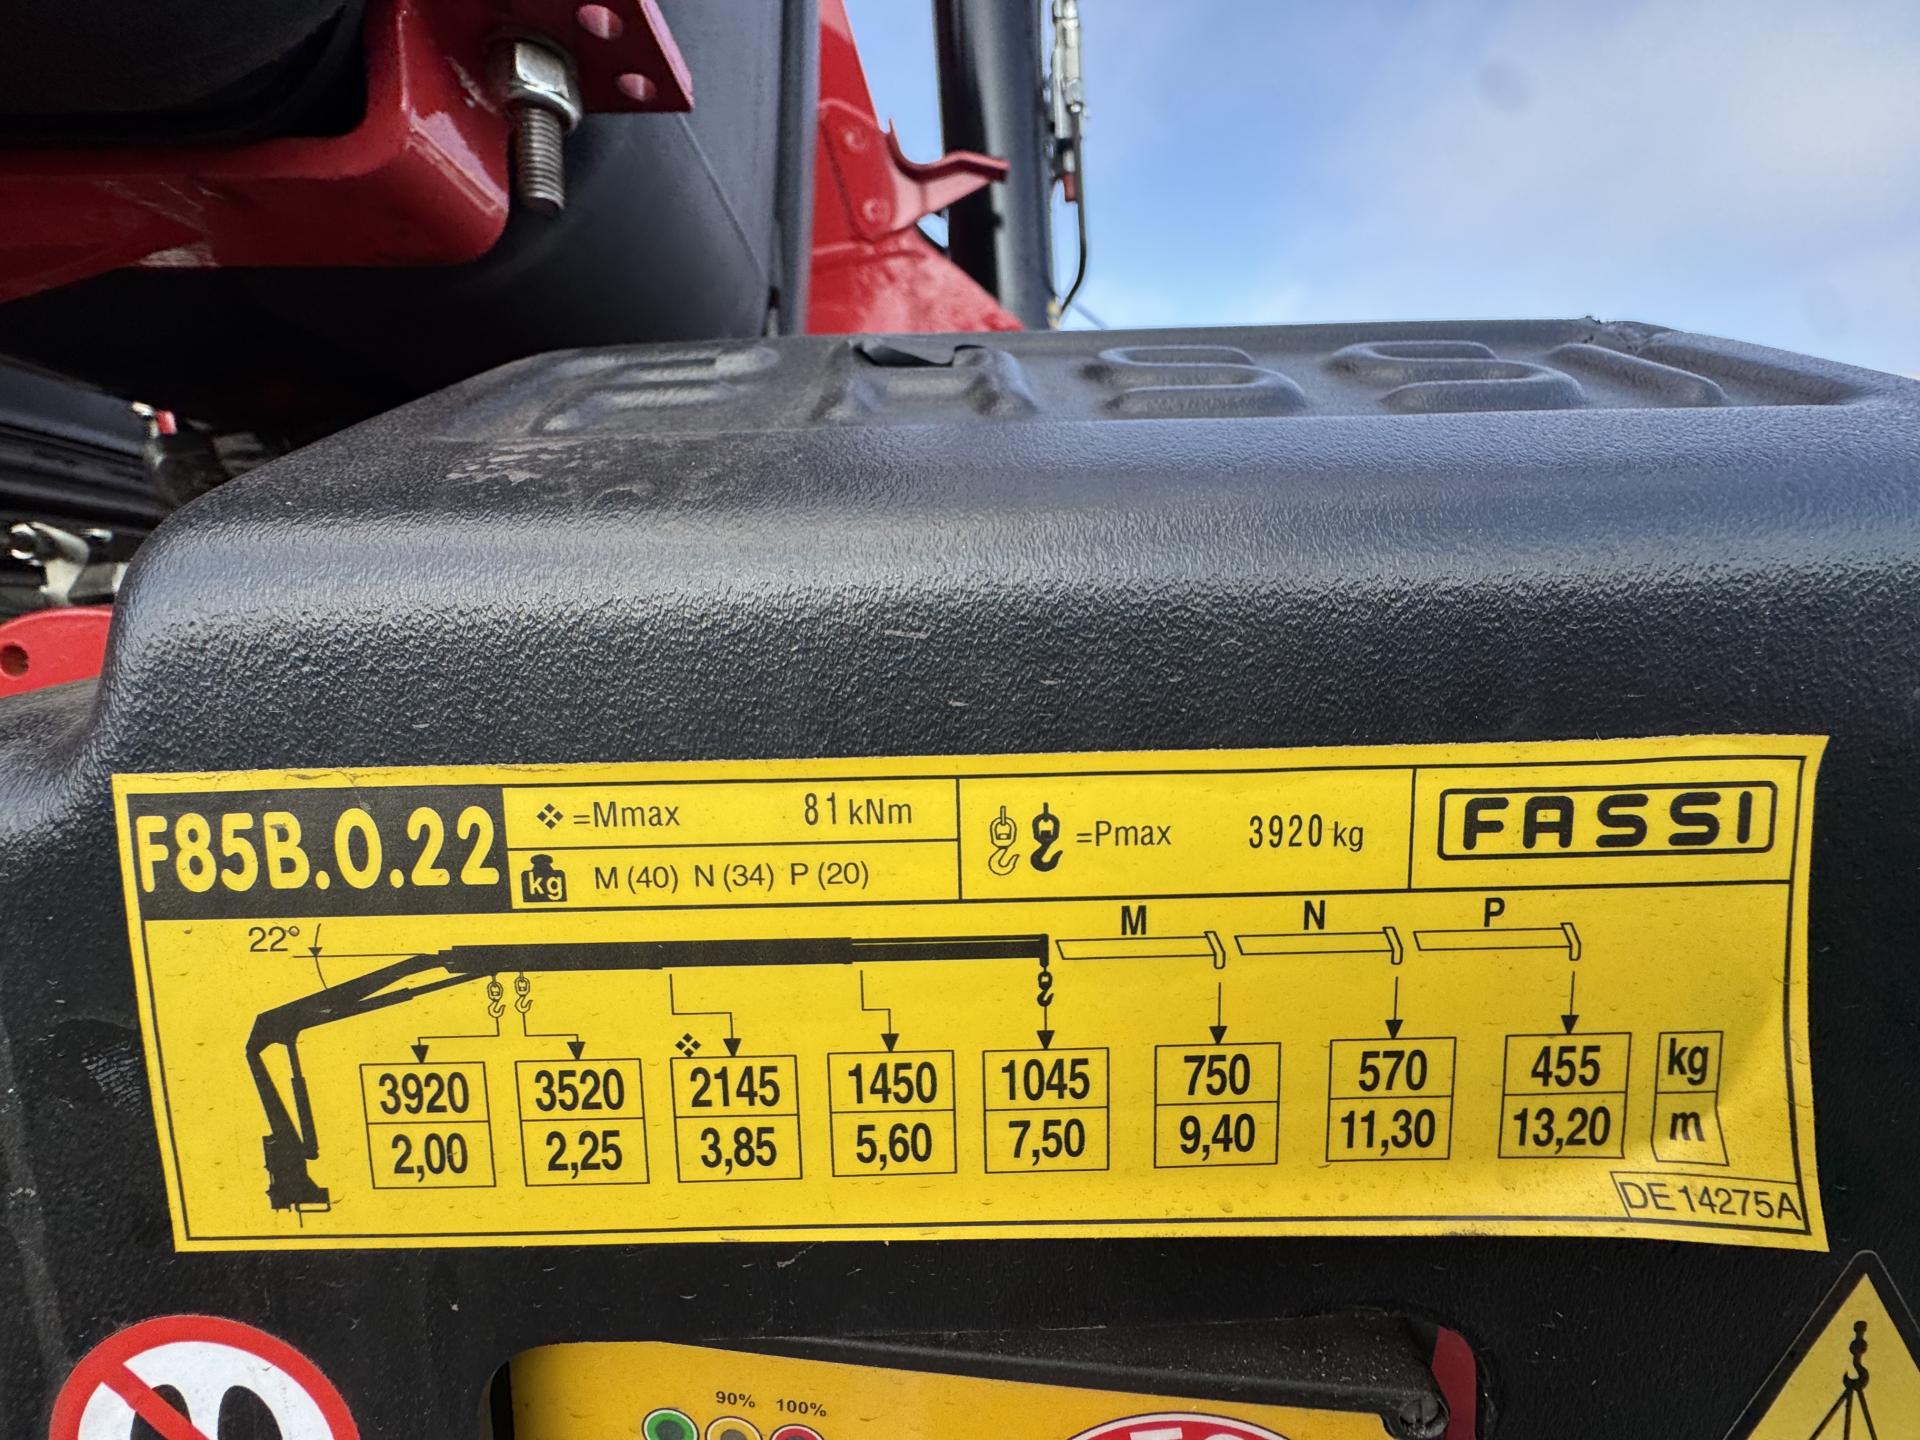 FASSI
F85B.0.22
❖ =Mmax 81 kNm
kg M (40) N (34) P (20)
=Pmax 3920 kg
FASSI
22°
M N P
❖
3920 3520 2145 1450 1045 750 570 455 kg
2,00 2,25 3,85 5,60 7,50 9,40 11,30 13,20 m
DE14275A
90% 100%